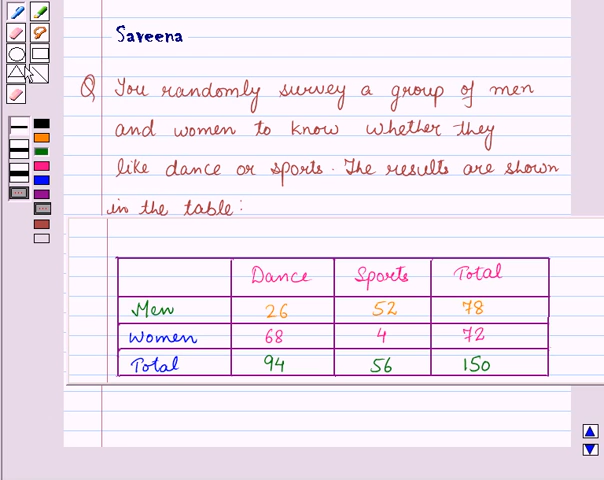 Saveena
Q You randomly survey a group of men
and women to know whether they
like dance or sports. The results are shown
in the table:
Dance Sports Total
Men 26 52 78
Women 68 4 72
Total 94 56 150